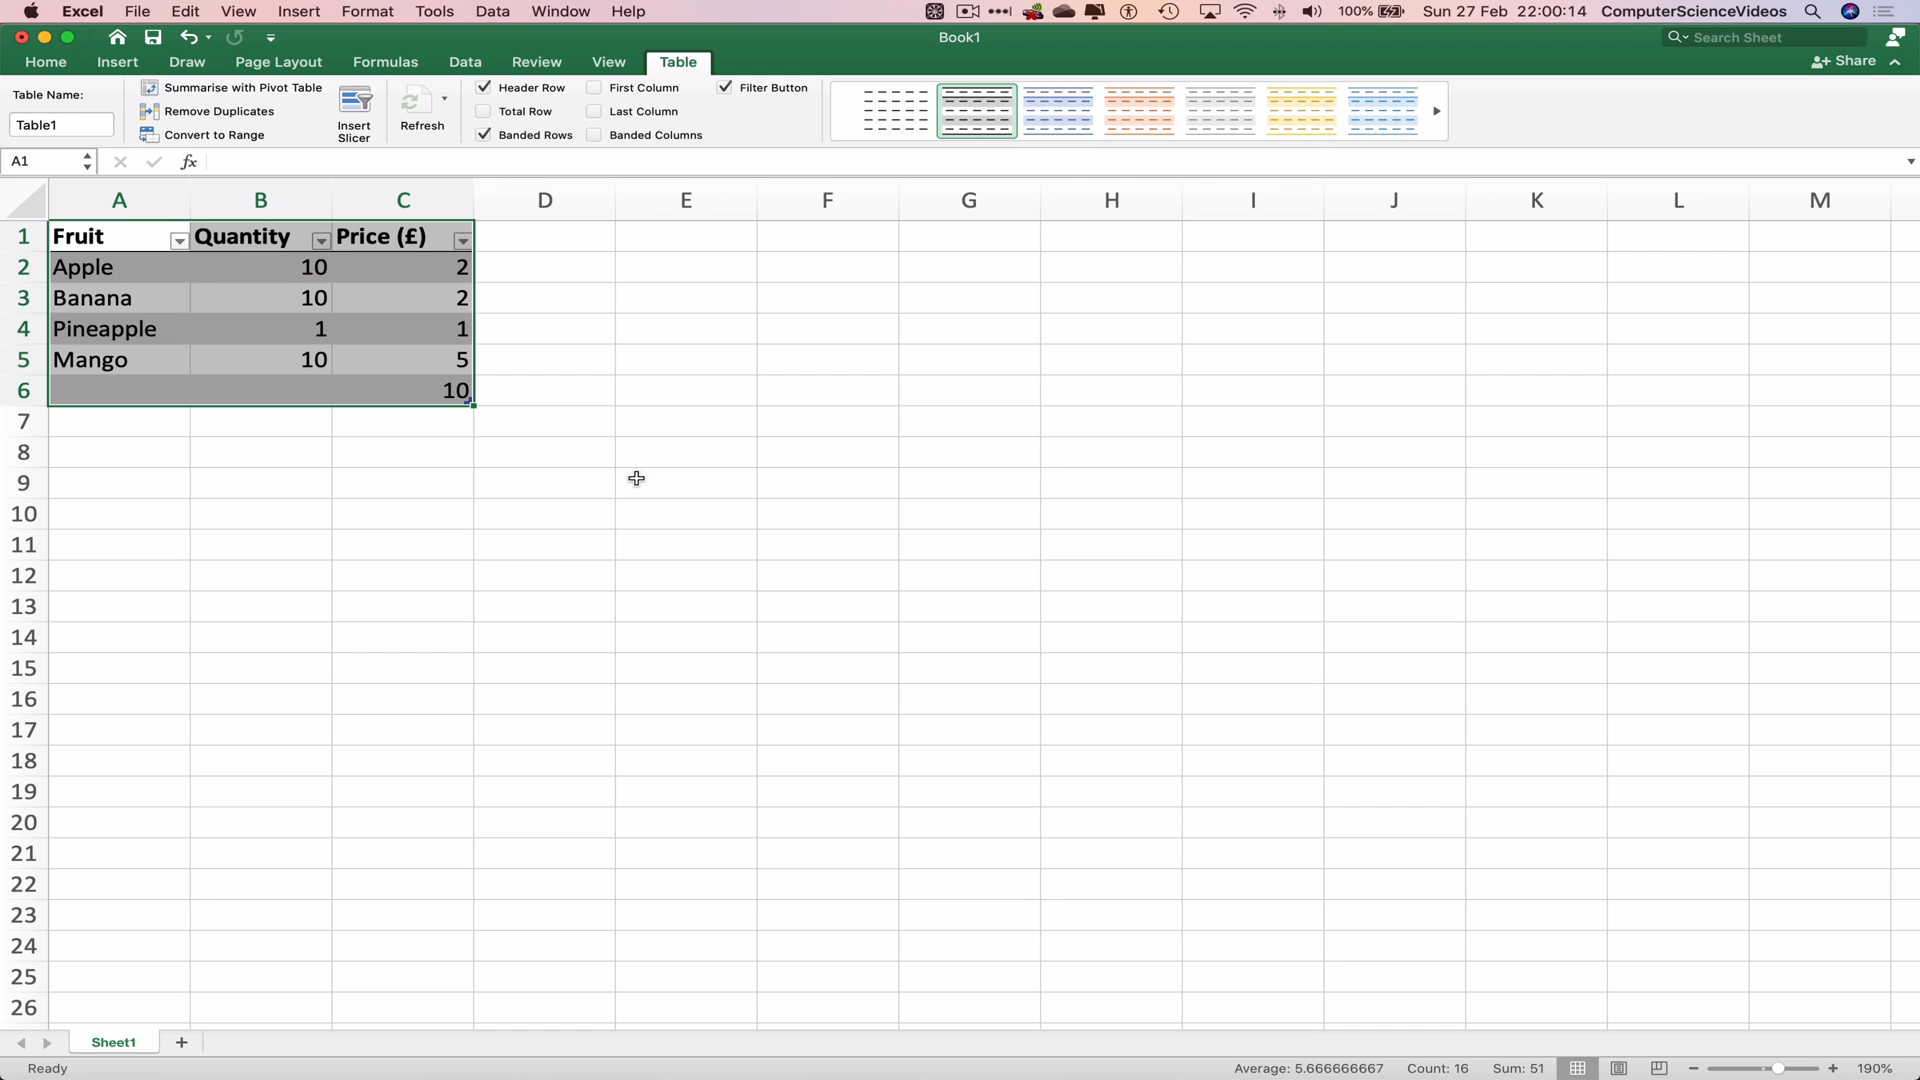 Excel File Edit View Insert Format Tools Data Window Help 100% Sun 27 Feb 22:00:14 ComputerScienceVideos
Book1 Search Sheet
Home Insert Draw Page Layout Formulas Data Review View Table Share
Table Name: Summarise with Pivot Table Header Row First Column Filter Button
Table1 Remove Duplicates Insert Slicer Refresh Total Row Last Column
Convert to Range Banded Rows Banded Columns
A1 fx
A B C D E F G H I J K L M
1 Fruit Quantity Price (£)
2 Apple 10 2
3 Banana 10 2
4 Pineapple 1 1
5 Mango 10 5
6 10
7
8
9
10
11
12
13
14
15
16
17
18
19
20
21
22
23
24
25
26
Sheet1 +
Ready Average: 5.666666667 Count: 16 Sum: 51 190%